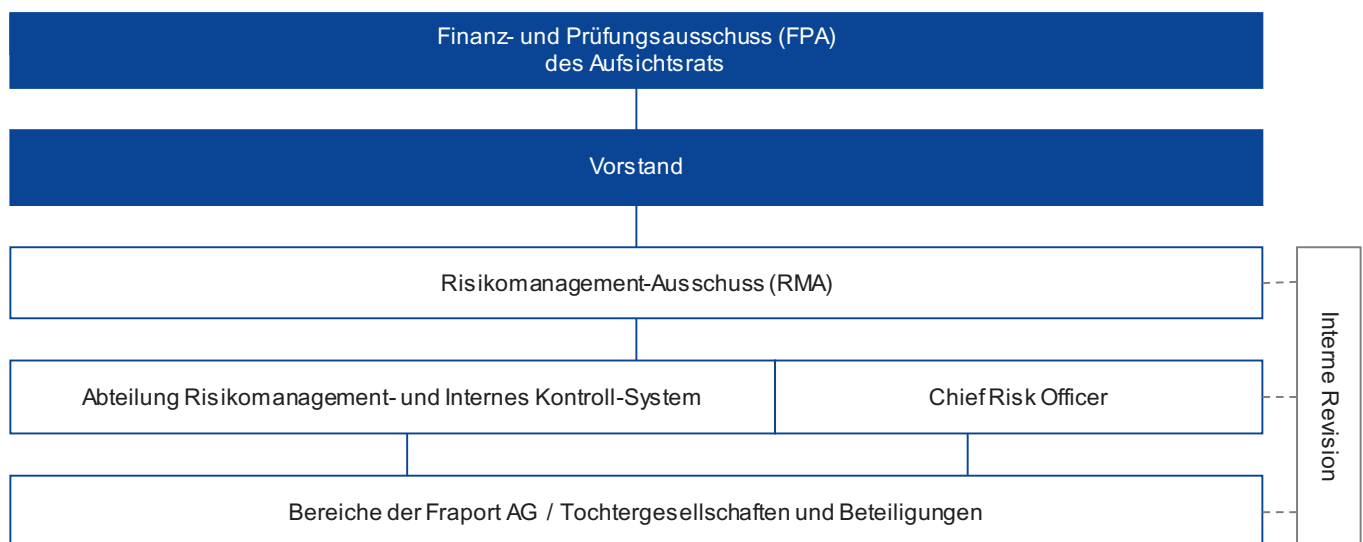 Finanz- und Prüfungsausschuss (FPA)
des Aufsichtsrats
Vorstand
Risikomanagement-Ausschuss (RMA)
Abteilung Risikomanagement- und Internes Kontroll-System
Chief Risk Officer
Bereiche der Fraport AG / Tochtergesellschaften und Beteiligungen
Interne Revision